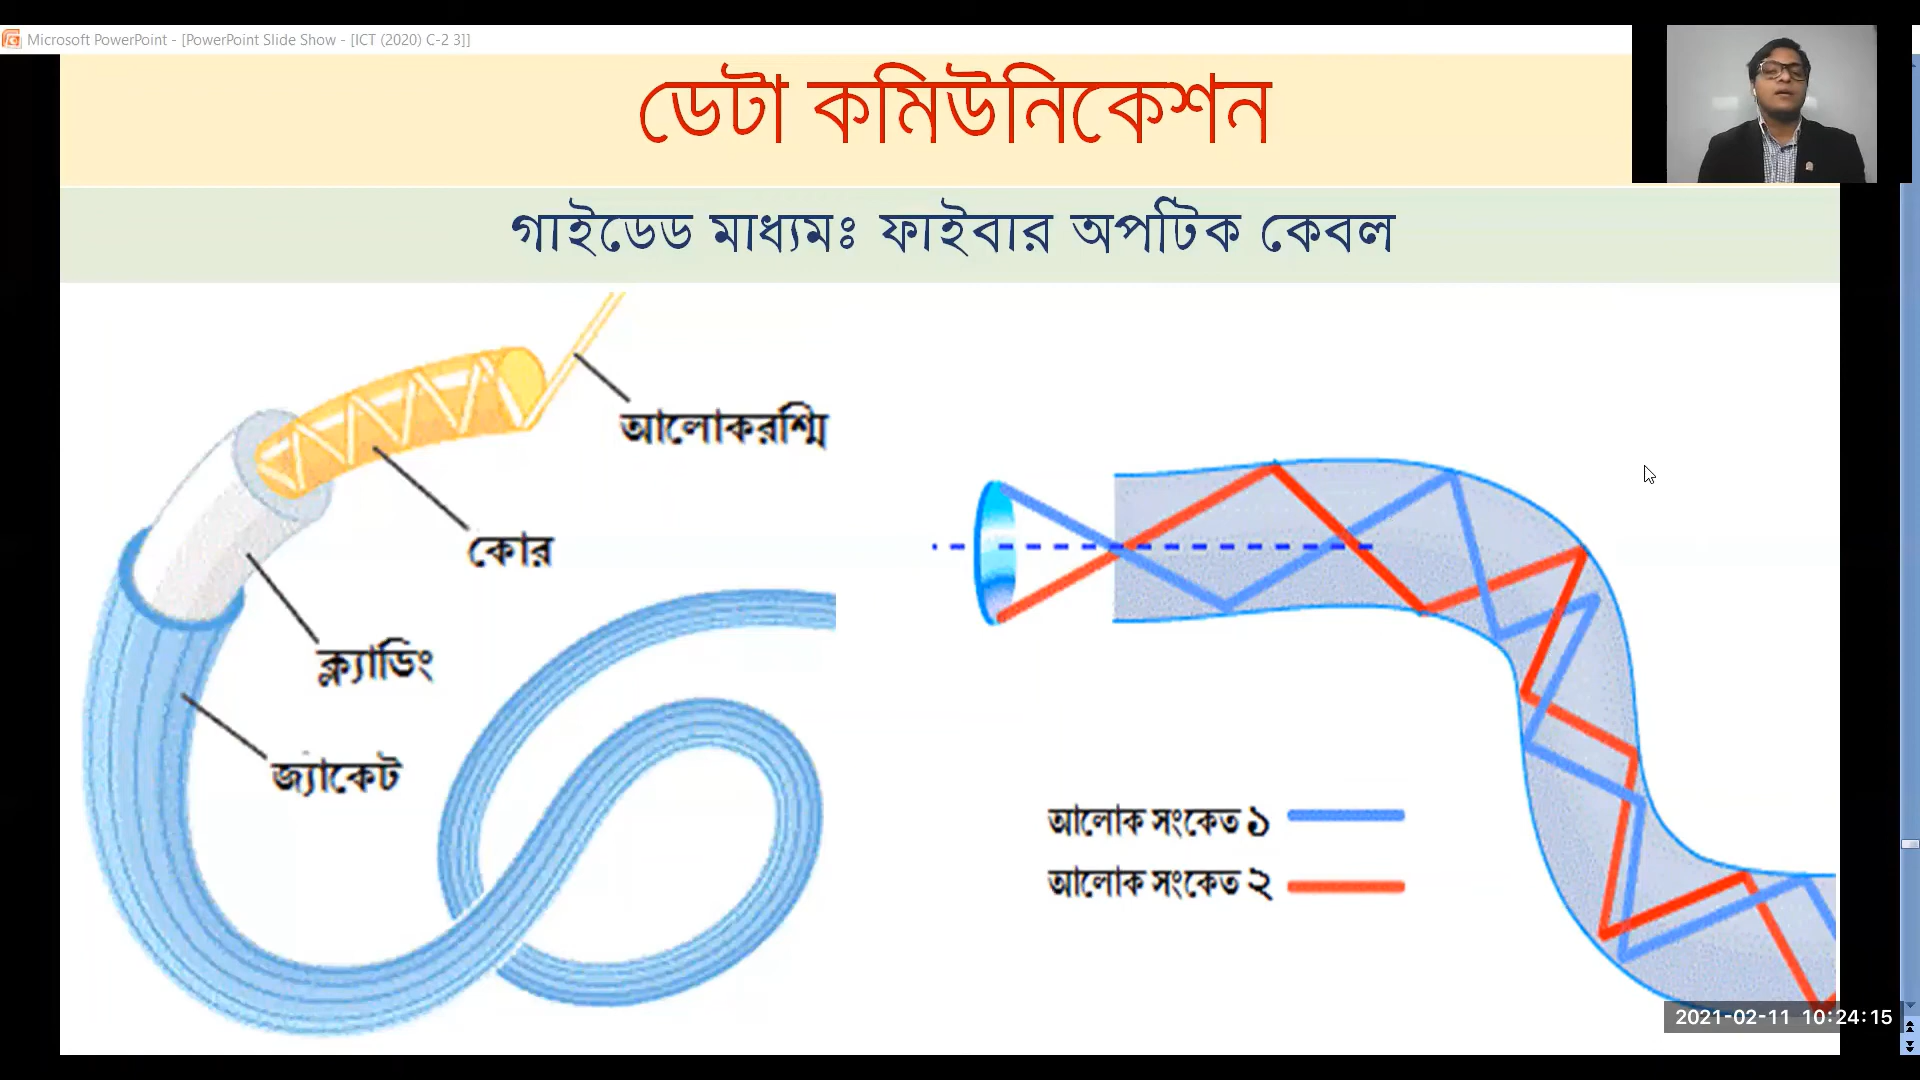 Microsoft PowerPoint - [PowerPoint Slide Show - [ICT (2020) C-2 3]]
ডেটা কমিউনিকেশন
গাইডেড মাধ্যমঃ ফাইবার অপটিক কেবল
আলোকরশ্মি
কোর
ক্ল্যাডিং
জ্যাকেট
আলোক সংকেত ১
আলোক সংকেত ২
2021-02-11 10:24:15